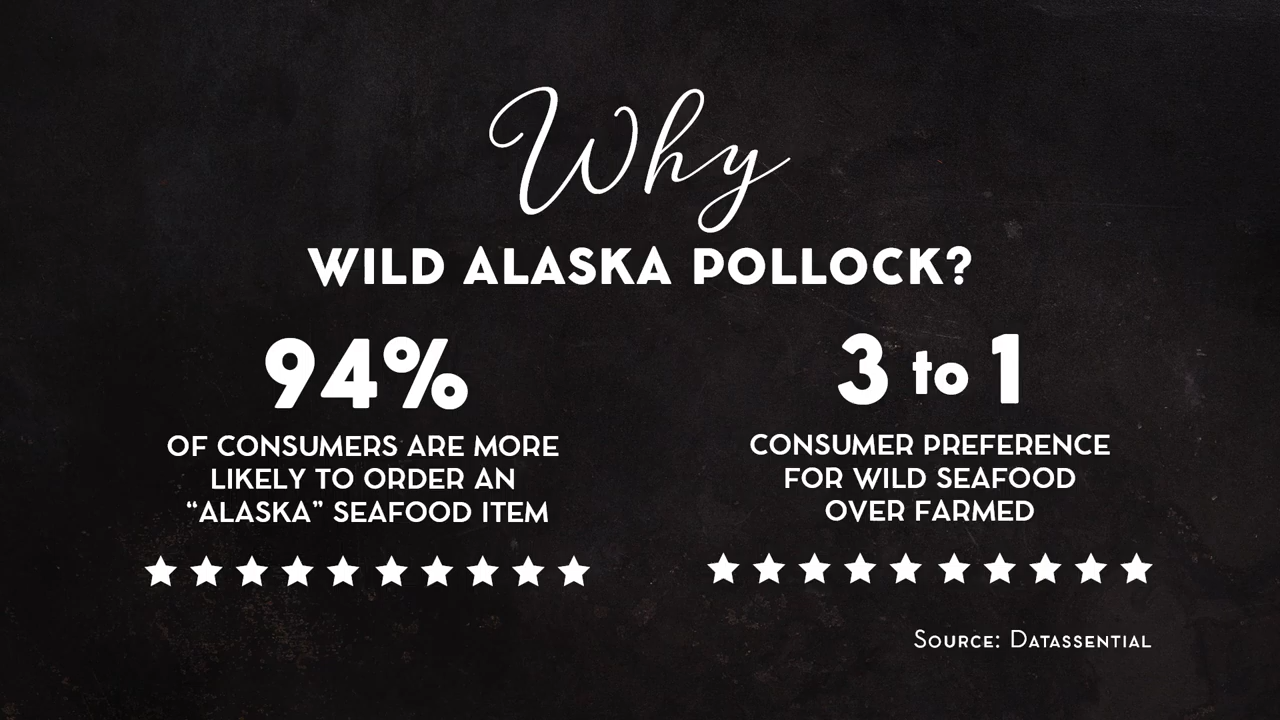 Why
WILD ALASKA POLLOCK?
94%
OF CONSUMERS ARE MORE
LIKELY TO ORDER AN
“ALASKA” SEAFOOD ITEM
3 to 1
CONSUMER PREFERENCE
FOR WILD SEAFOOD
OVER FARMED
Source: Datassential